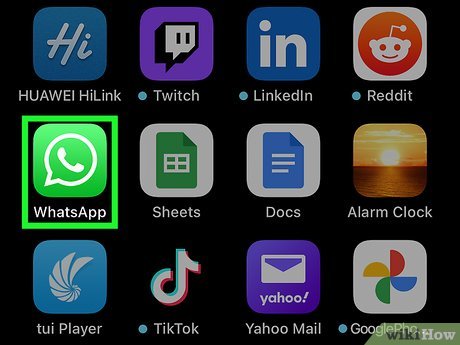 Hi
in
HUAWEI HiLink
Twitch
LinkedIn
Reddit
WhatsApp
Sheets
Docs
Alarm Clock
yahoo!
tui Player
TikTok
Yahoo Mail
GooglePho
wikiHow